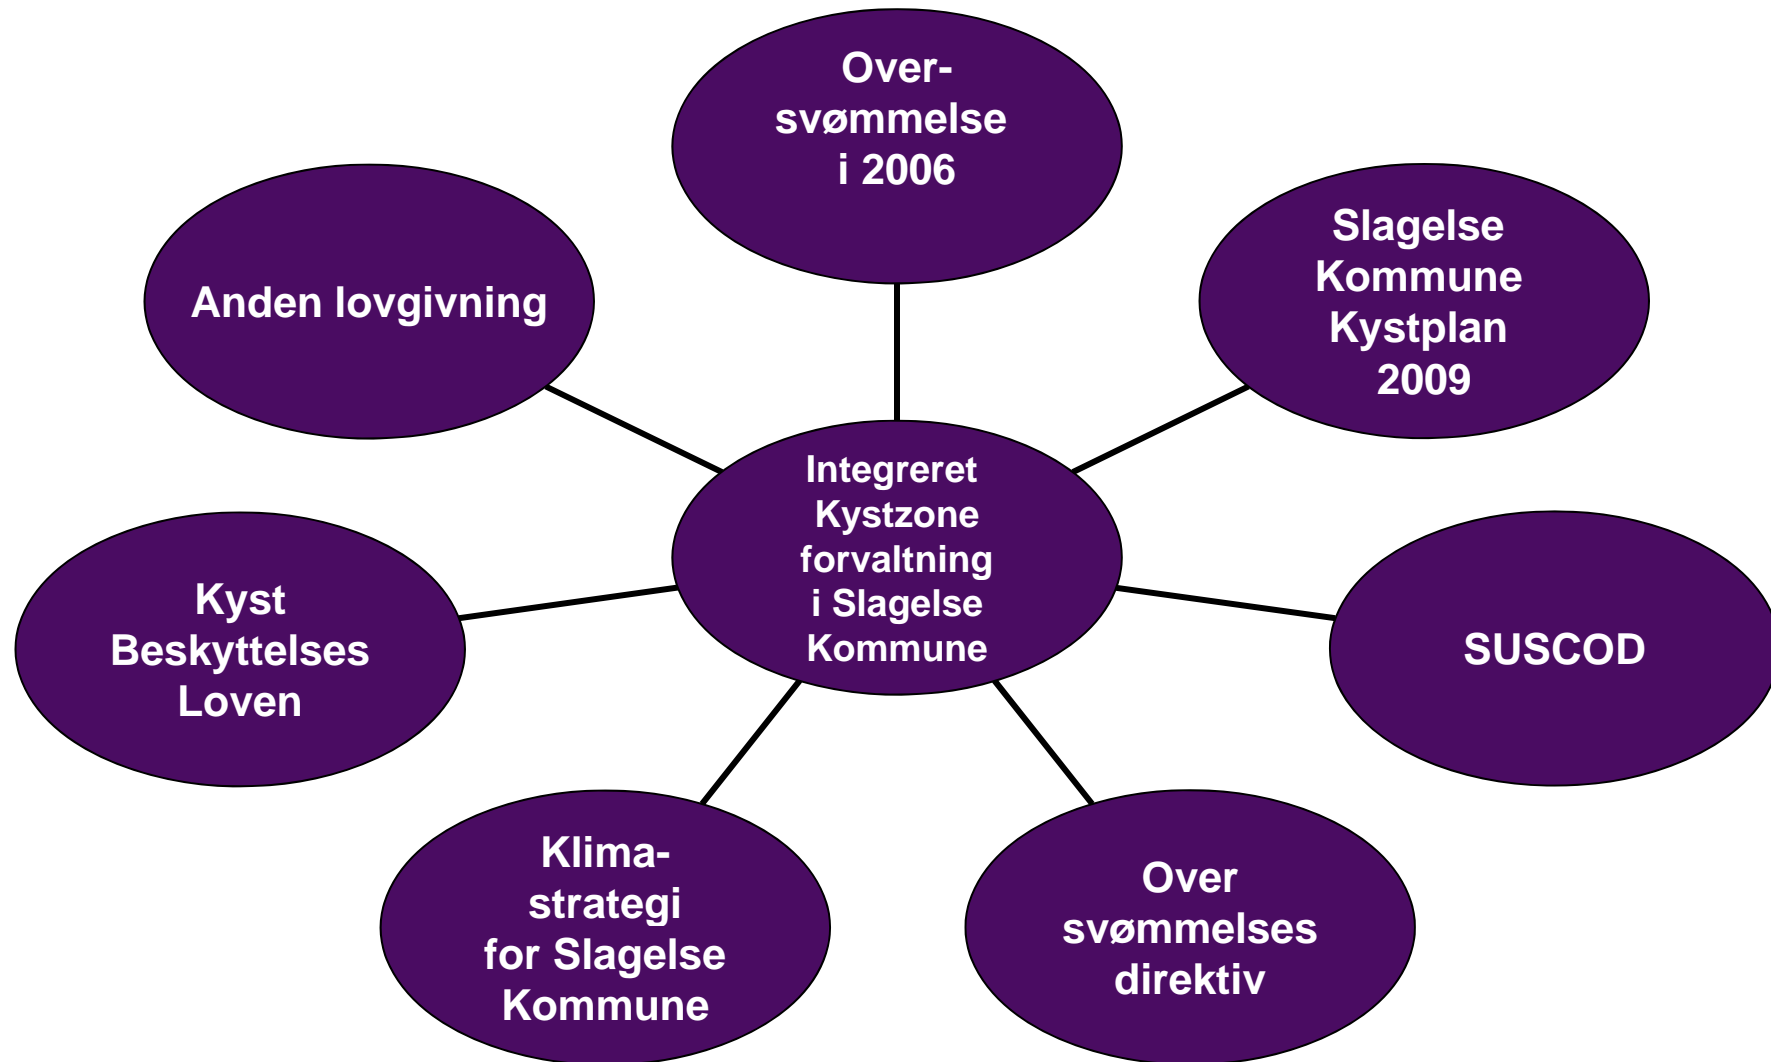 Over-
svømmelse
i 2006
Anden lovgivning
Slagelse
Kommune
Kystplan
2009
Integreret
Kystzone
forvaltning
i Slagelse
Kommune
Kyst
Beskyttelses
Loven
SUSCOD
Klima-
strategi
for Slagelse
Kommune
Over
svømmelses
direktiv